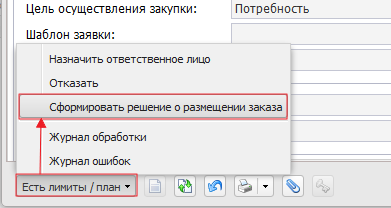 Цель осуществления закупки: Потребность
Шаблон заявки:
Назначить ответственное лицо
Отказать
Сформировать решение о размещении заказа
Журнал обработки
Журнал ошибок
Есть лимиты / план